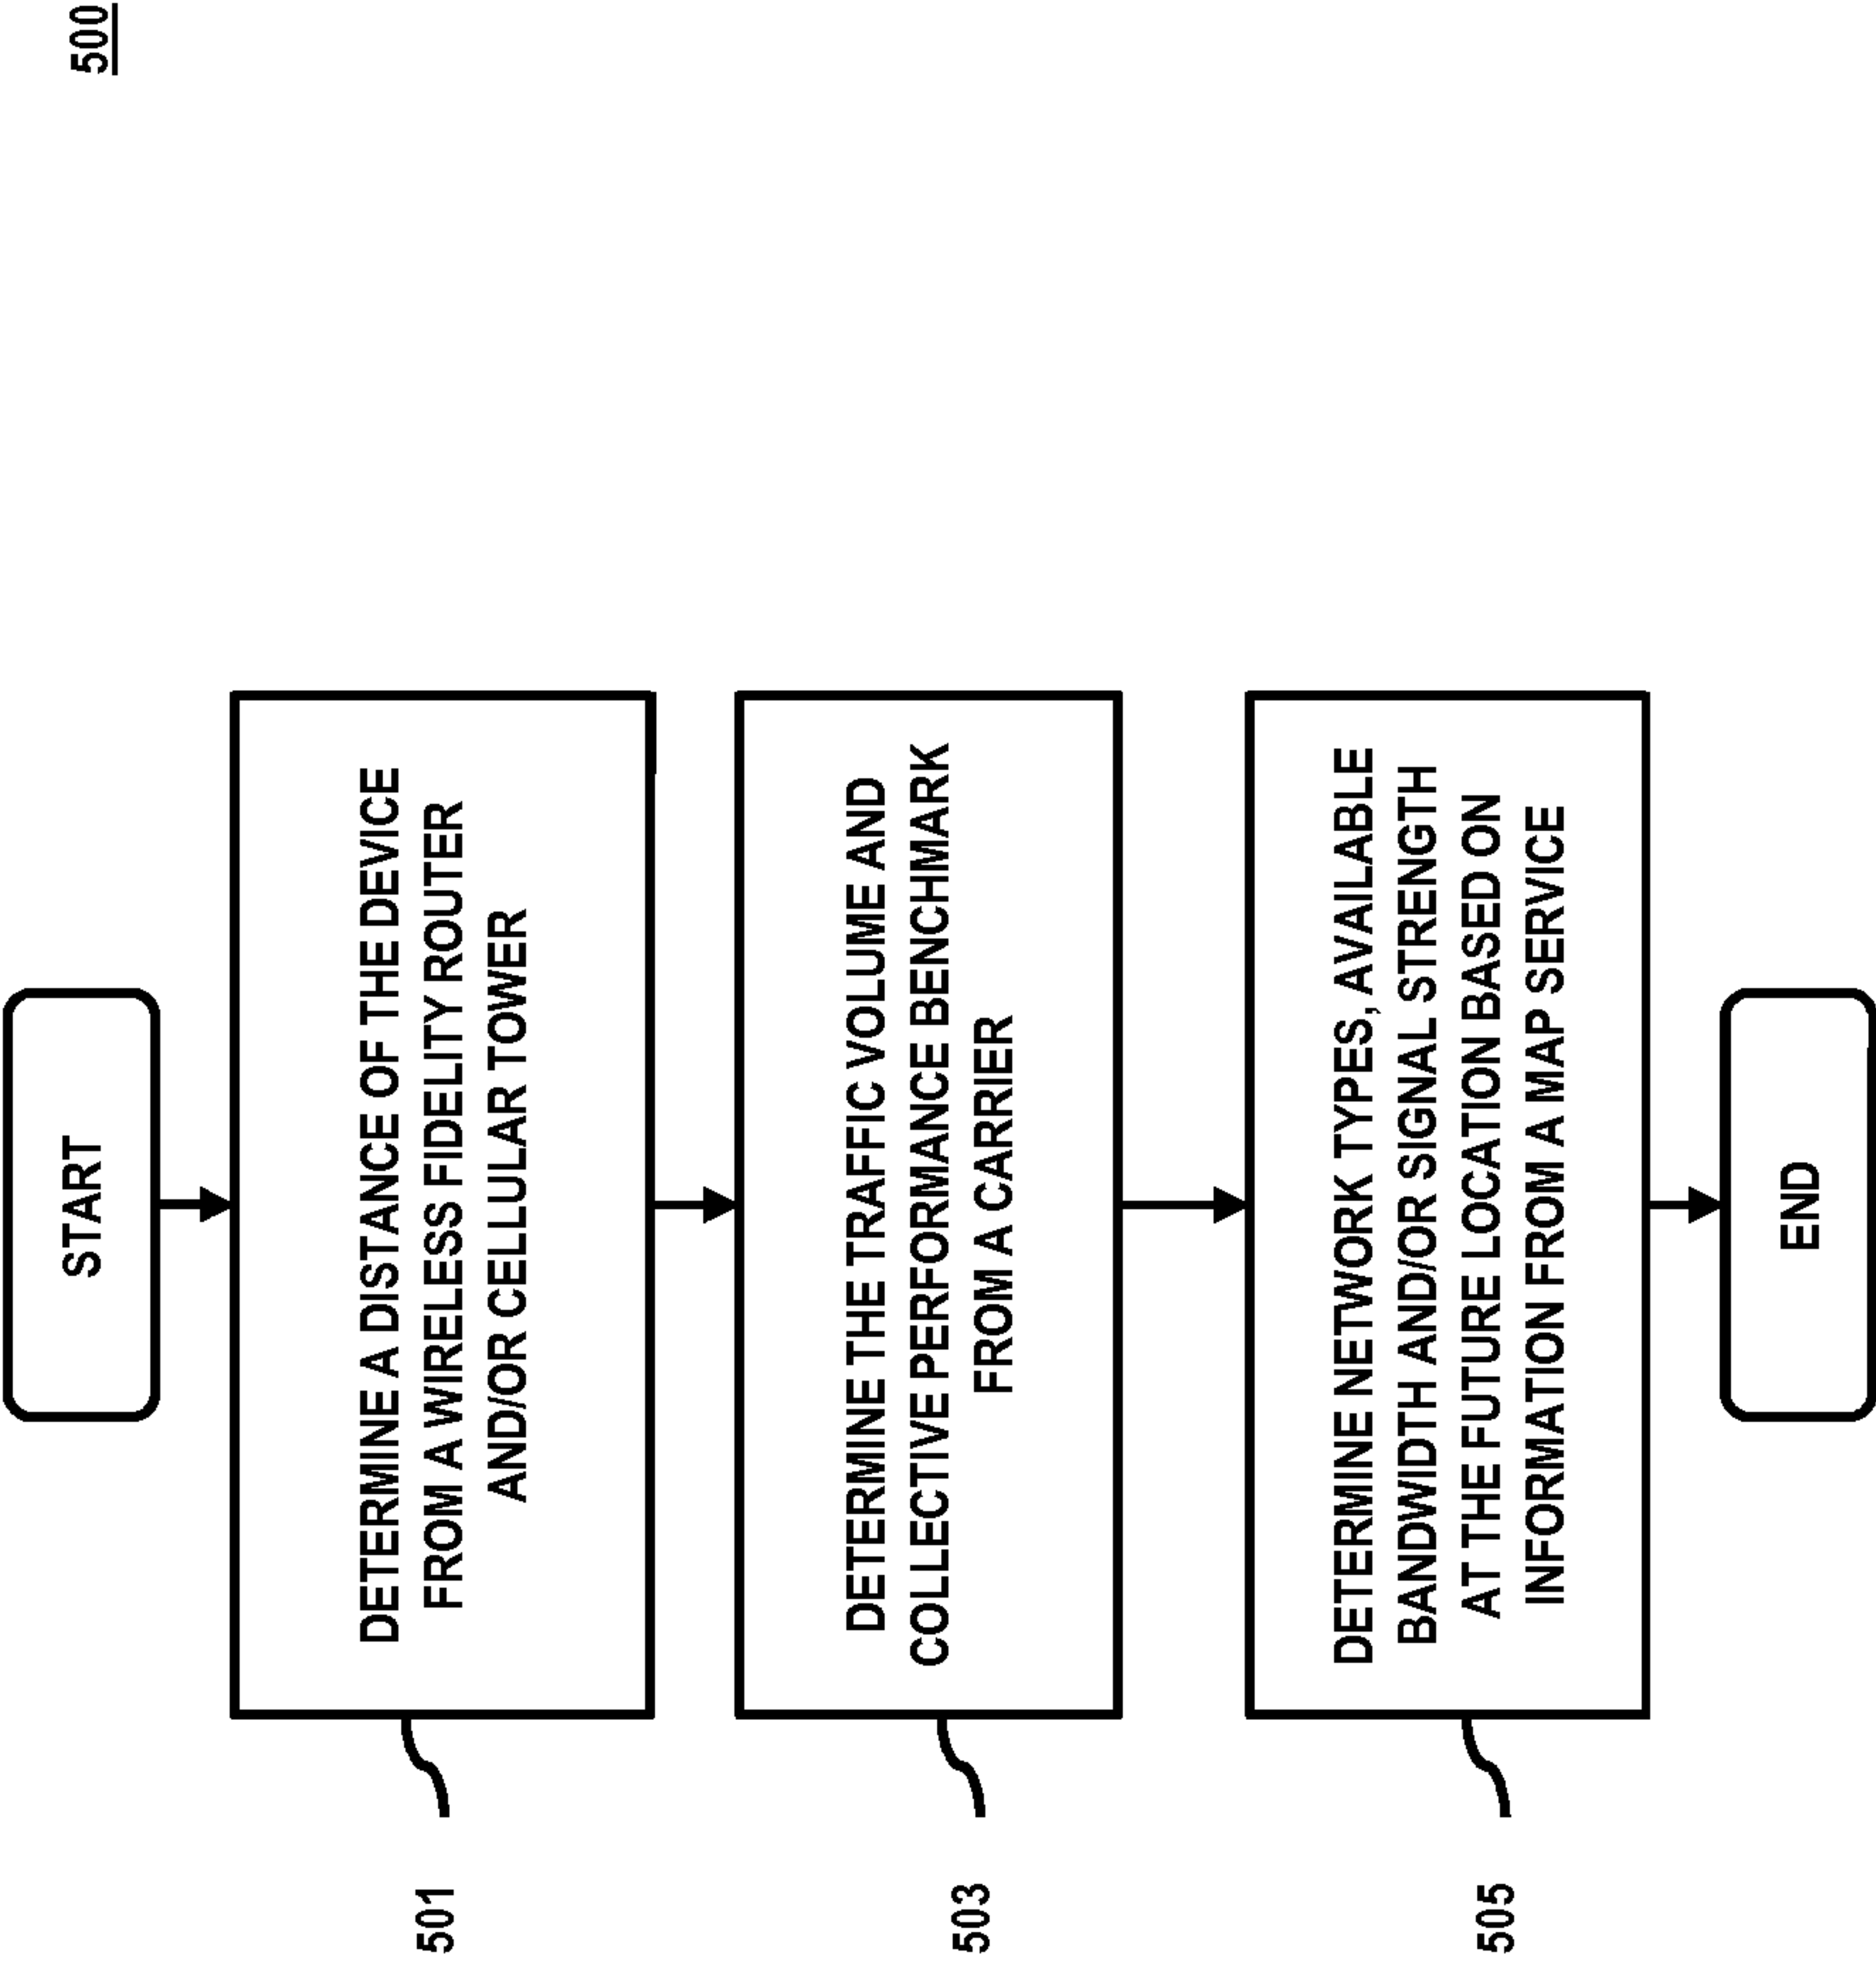 500
START
501
DETERMINE A DISTANCE OF THE DEVICE
FROM A WIRELESS FIDELITY ROUTER
AND/OR CELLULAR TOWER
503
DETERMINE THE TRAFFIC VOLUME AND
COLLECTIVE PERFORMANCE BENCHMARK
FROM A CARRIER
505
DETERMINE NETWORK TYPES, AVAILABLE
BANDWIDTH AND/OR SIGNAL STRENGTH
AT THE FUTURE LOCATION BASED ON
INFORMATION FROM A MAP SERVICE
END